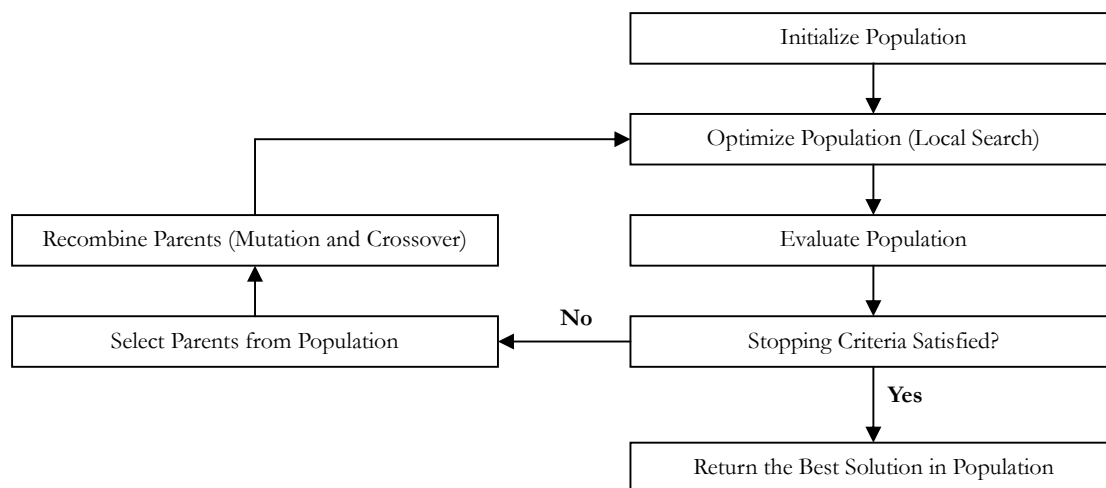 Initialize Population
Optimize Population (Local Search)
Recombine Parents (Mutation and Crossover)
Evaluate Population
No
Select Parents from Population
Stopping Criteria Satisfied?
Yes
Return the Best Solution in Population